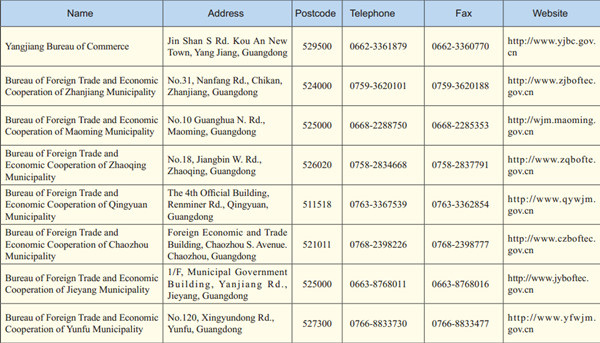 Name Address Postcode Telephone Fax Website
Yangjiang Bureau of Commerce
Jin Shan S Rd. Kou An New
Town, Yang Jiang, Guangdong
529500
0662-3361879
0662-3360770
http://www.yjbc.gov.
cn
Bureau of Foreign Trade and Economic
Cooperation of Zhanjiang Municipality
No.31, Nanfang Rd., Chikan,
Zhanjiang, Guangdong
524000
0759-3620101
0759-3620188
http://www.zjboftec.
gov.cn
Bureau of Foreign Trade and Economic
Cooperation of Maoming Municipality
No.10 Guanghua N. Rd.,
Maoming, Guangdong
525000
0668-2288750
0668-2285353
http://wjm.maoming.
gov.cn
Bureau of Foreign Trade and
Economic Cooperation of Zhaoqing
Municipality
No.18, Jiangbin W. Rd.,
Zhaoqing, Guangdong
526020
0758-2834668
0758-2837791
http://www.zqbofte.
gov.cn
Bureau of Foreign Trade and
Economic Cooperation of Qingyuan
Municipality
The 4th Official Building,
Renminer Rd., Qingyuan,
Guangdong
511518
0763-3367539
0763-3362854
http://www.qywjm.
gov.cn
Bureau of Foreign Trade and
Economic Cooperation of Chaozhou
Municipality
Foreign Economic and Trade
Building, Chaozhou S. Avenue.
Chaozhou, Guangdong
521011
0768-2398226
0768-2398777
http://www.czboftec.
gov.cn
Bureau of Foreign Trade and Economic
Cooperation of Jieyang Municipality
1/F, Municipal Government
Building, Yanjiang Rd.,
Jieyang, Guangdong
525000
0663-8768011
0663-8768016
http://www.jyboftec.
gov.cn
Bureau of Foreign Trade and Economic
Cooperation of Yunfu Municipality
No.120, Xingyundong Rd.,
Yunfu, Guangdong
527300
0766-8833730
0766-8833477
http://www.yfwjm.
gov.cn